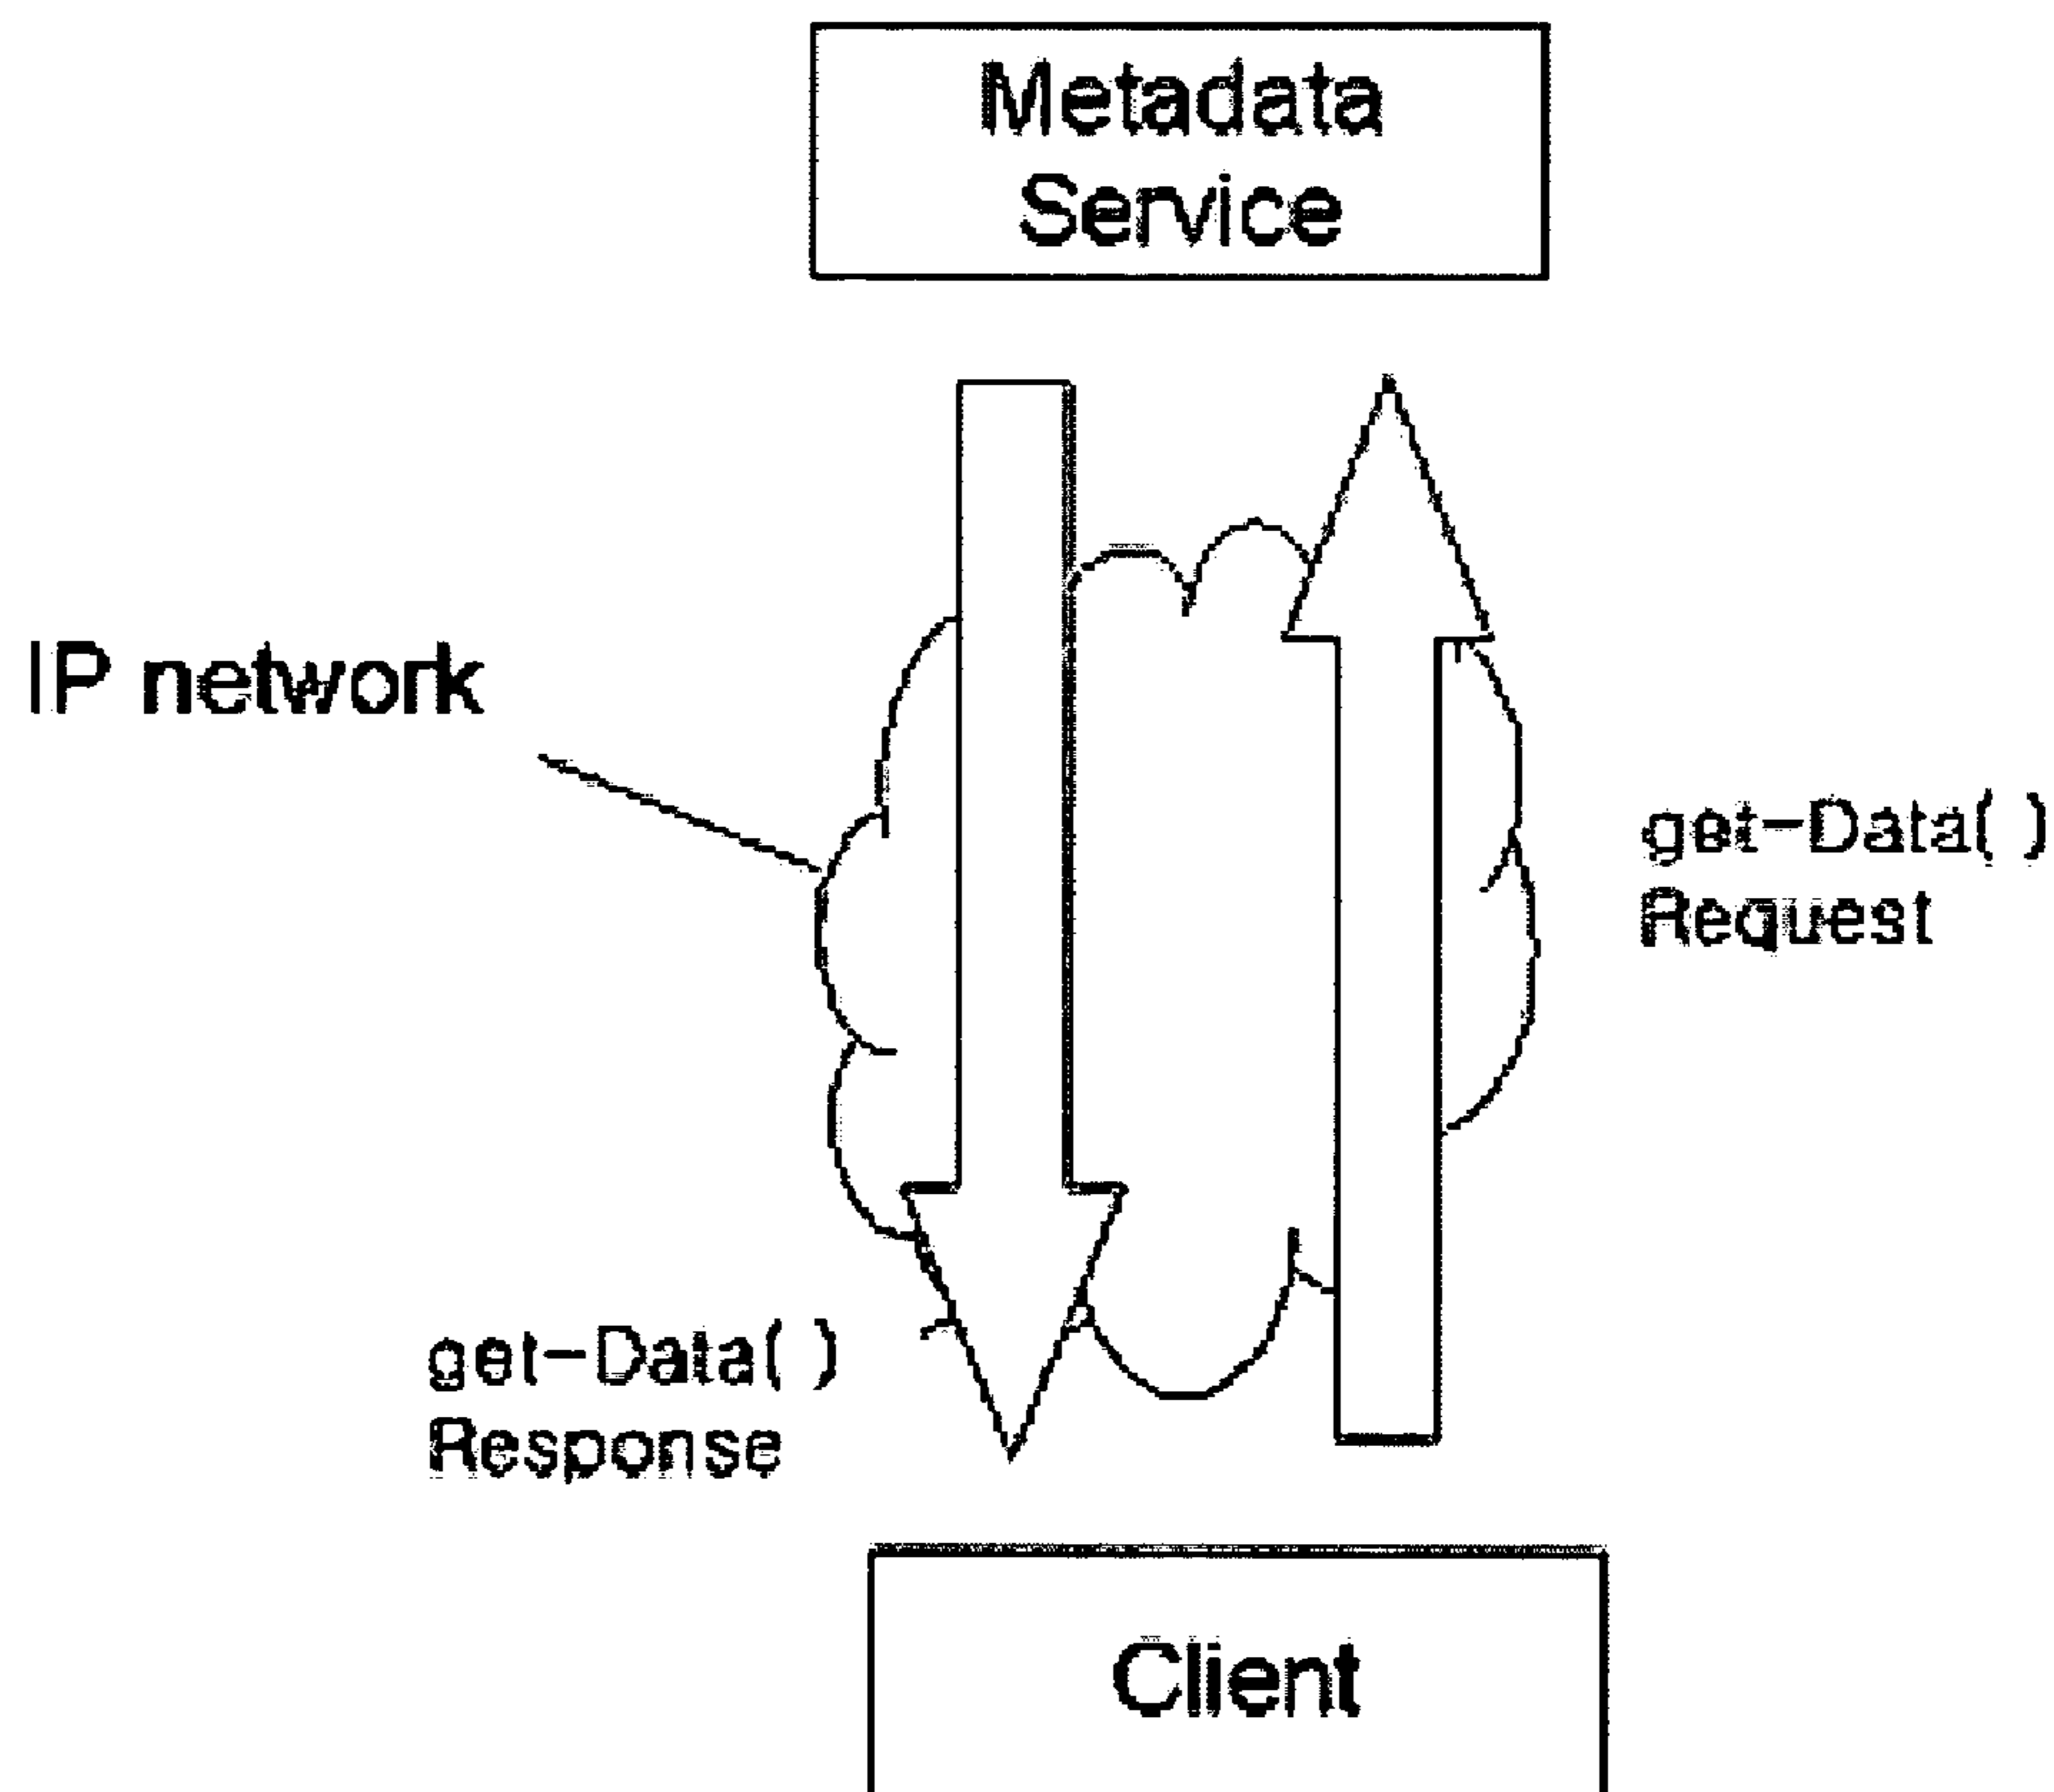 Metadata
Service
IP network
get-Data( )
Request
get-Data( )
Response
Client